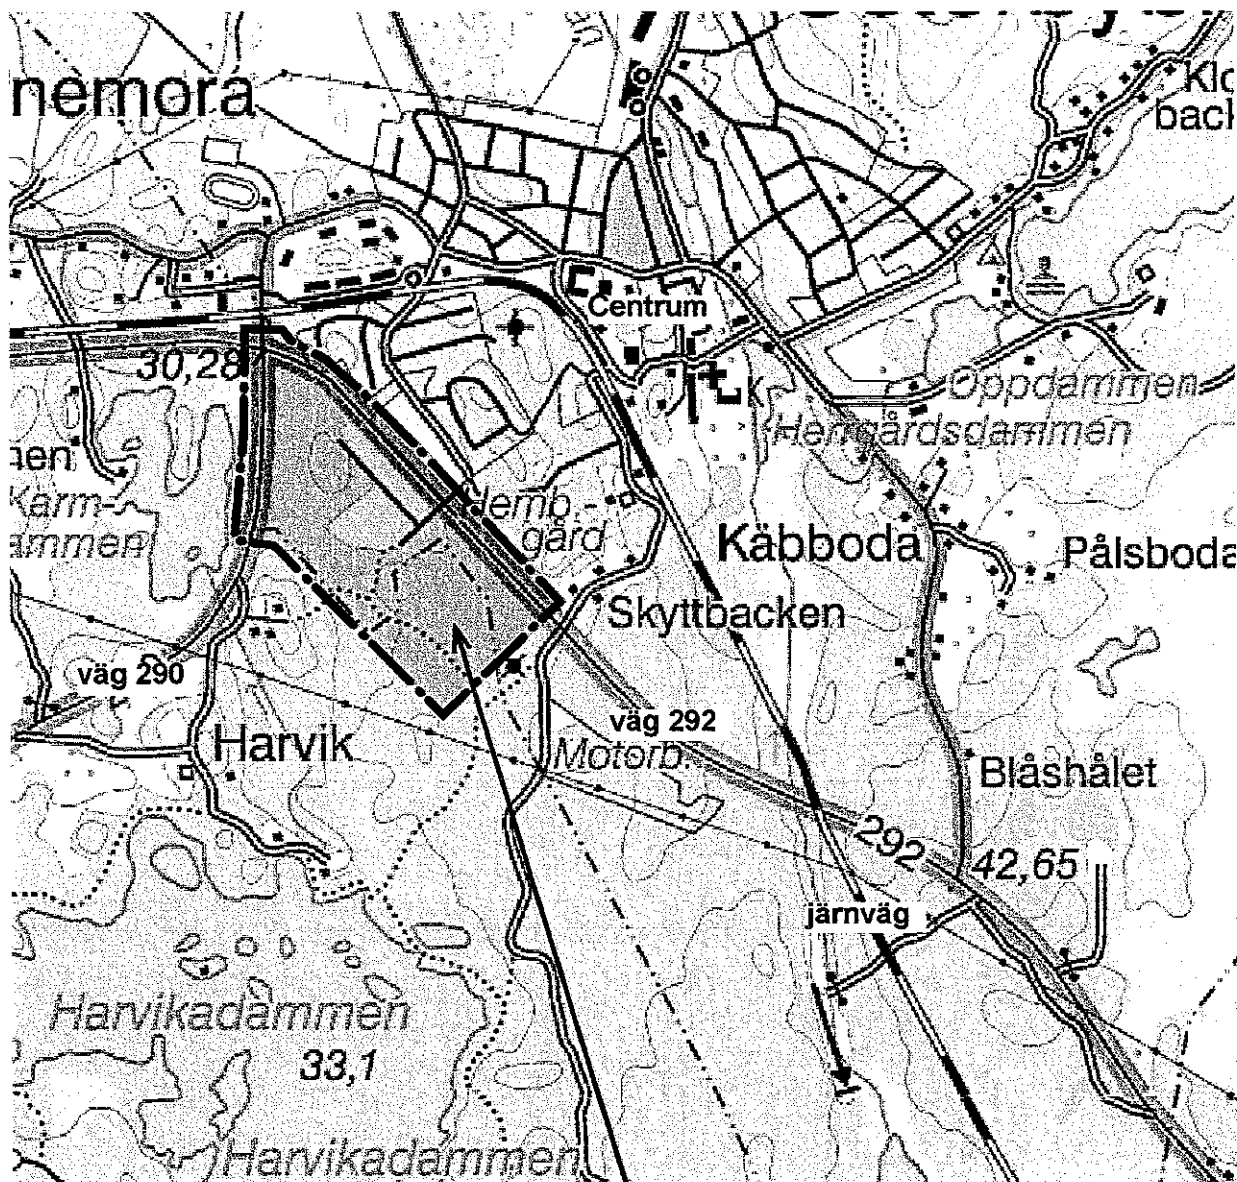 nemora
Klo
back
Centrum
30,28
Oppdammen
Herrgårdsdammen
Karm-
dammen
Hemb.-
gård
Käbboda
Pålsboda
Skyttbacken
väg 290
väg 292
Harvik
Motorb.
Blåshålet
292
42,65
järnväg
Harvikadammen
33,1
Harvikadammen